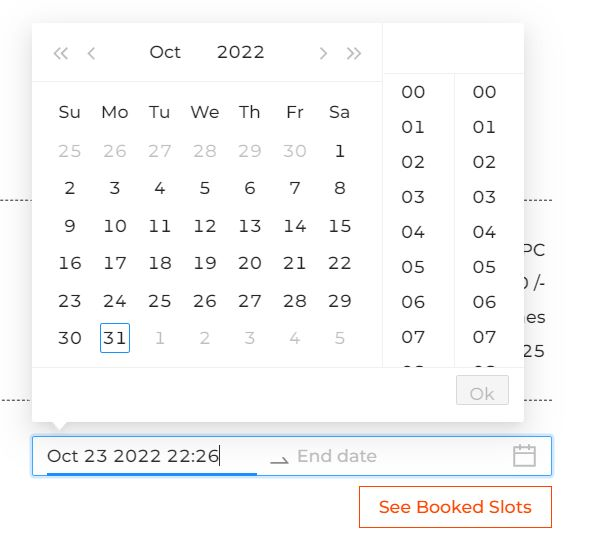 Oct 2022
Su Mo Tu We Th Fr Sa
25 26 27 28 29 30 1
2 3 4 5 6 7 8
9 10 11 12 13 14 15
16 17 18 19 20 21 22
23 24 25 26 27 28 29
30 31 1 2 3 4 5
00 00
01 01
02 02
03 03
04 04
05 05
06 06
07 07
Ok
PC
/-
es
25
Oct 23 2022 22:26 End date
See Booked Slots